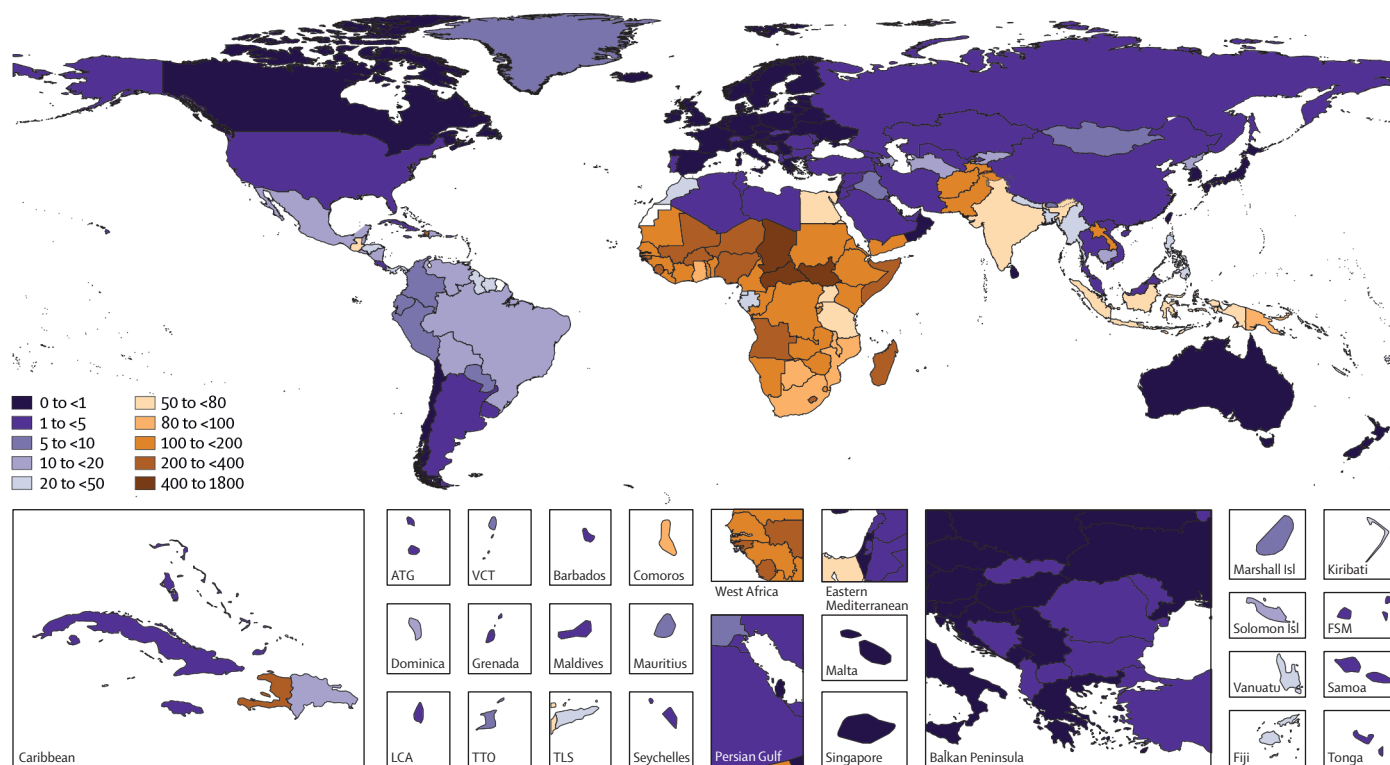 0 to <1
1 to <5
5 to <10
10 to <20
20 to <50
50 to <80
80 to <100
100 to <200
200 to <400
400 to 1800
Caribbean
ATG
VCT
Barbados
Comoros
Dominica
Grenada
Maldives
Mauritius
LCA
TTO
TLS
Seychelles
West Africa
Eastern
Mediterranean
Persian Gulf
Malta
Singapore
Balkan Peninsula
Marshall Isl
Kiribati
Solomon Isl
FSM
Vanuatu
Samoa
Fiji
Tonga